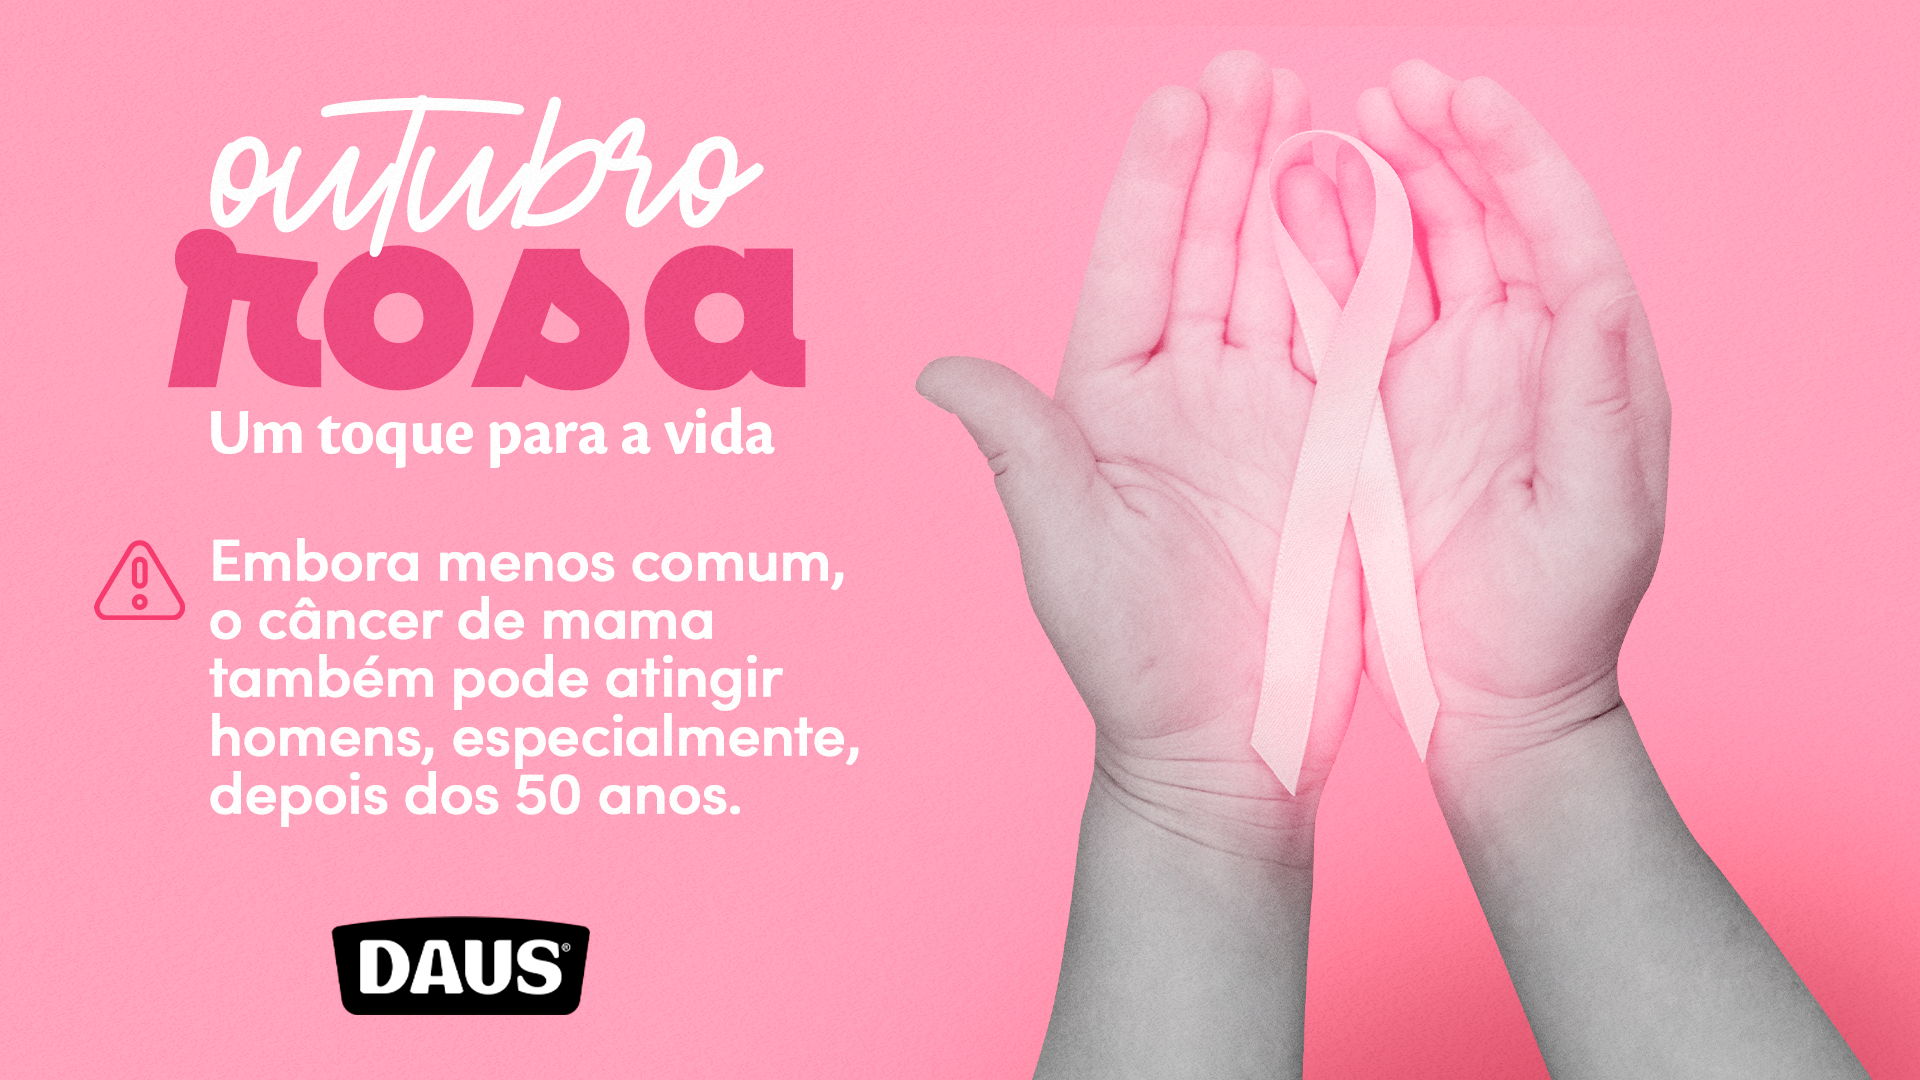 outubro
rosa
Um toque para a vida
Embora menos comum,
o câncer de mama
também pode atingir
homens, especialmente,
depois dos 50 anos.
DAUS®